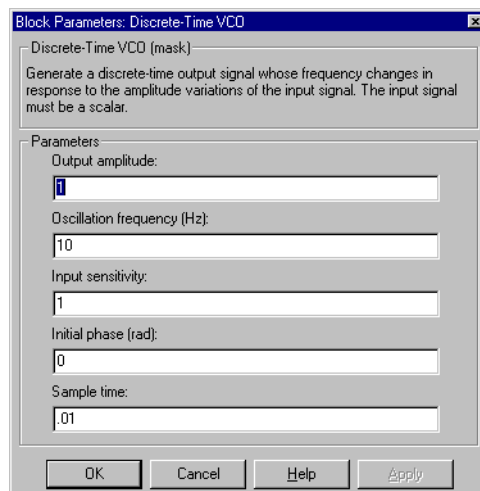 Block Parameters: Discrete-Time VCO
Discrete-Time VCO (mask)
Generate a discrete-time output signal whose frequency changes in
response to the amplitude variations of the input signal. The input signal
must be a scalar.
Parameters
Output amplitude:
1
Oscillation frequency (Hz):
10
Input sensitivity:
1
Initial phase (rad):
0
Sample time:
.01
OK Cancel Help Apply